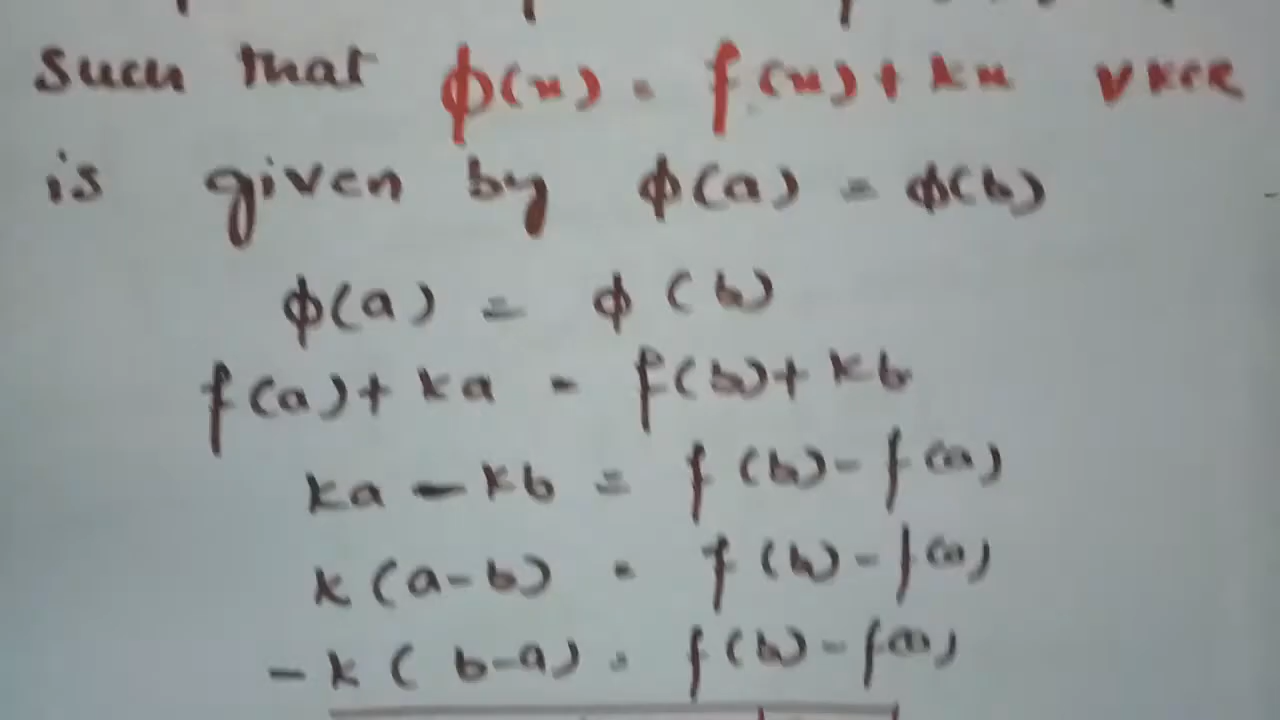 such that ϕ(x) = f(x) + kx ∀ k∈R
is given by ϕ(a) = ϕ(b)
ϕ(a) = ϕ(b)
f(a) + ka = f(b) + kb
ka - kb = f(b) - f(a)
k(a-b) = f(b) - f(a)
-k(b-a) = f(b) - f(a)